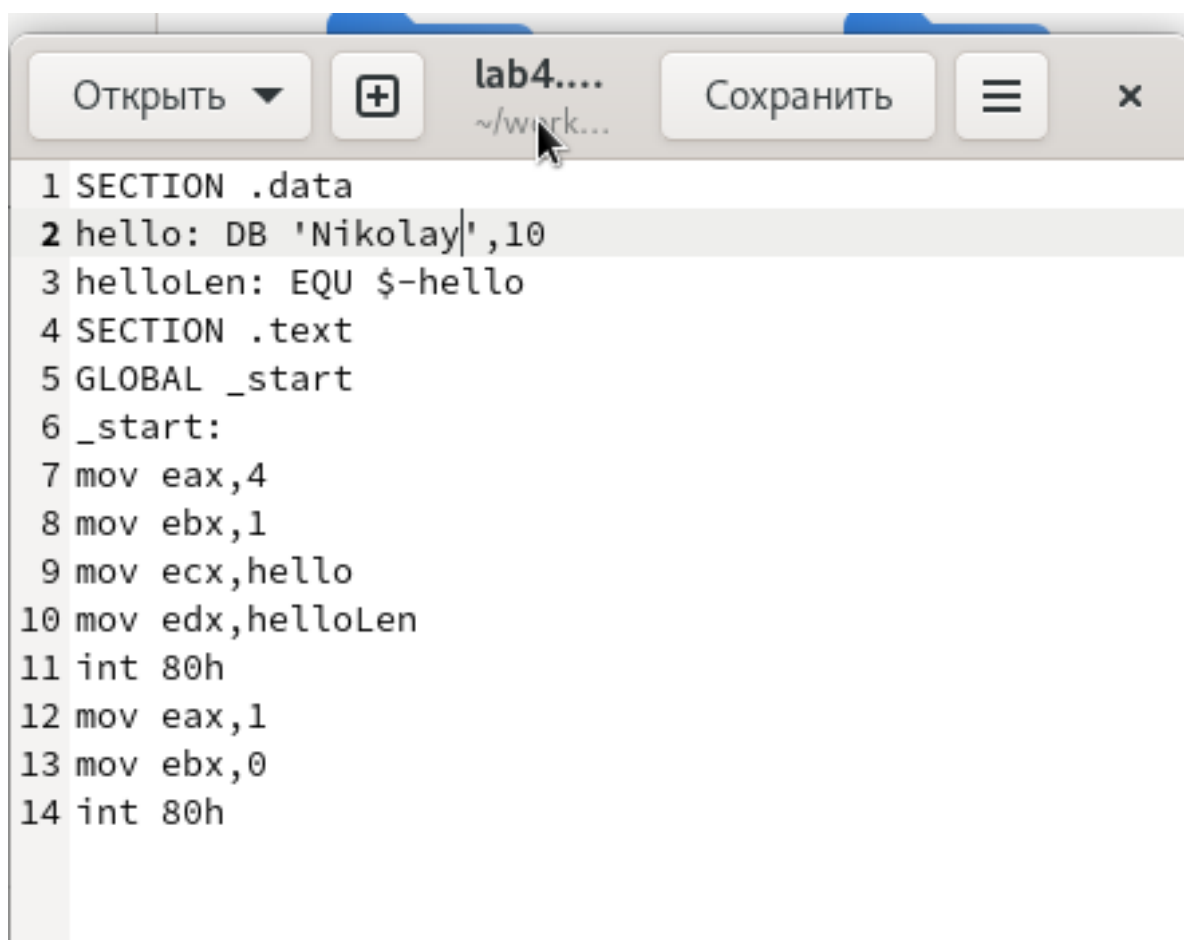 Открыть
lab4....
~/work...
Сохранить
1 SECTION .data
2 hello: DB 'Nikolay',10
3 helloLen: EQU $-hello
4 SECTION .text
5 GLOBAL _start
6 _start:
7 mov eax,4
8 mov ebx,1
9 mov ecx,hello
10 mov edx,helloLen
11 int 80h
12 mov eax,1
13 mov ebx,0
14 int 80h